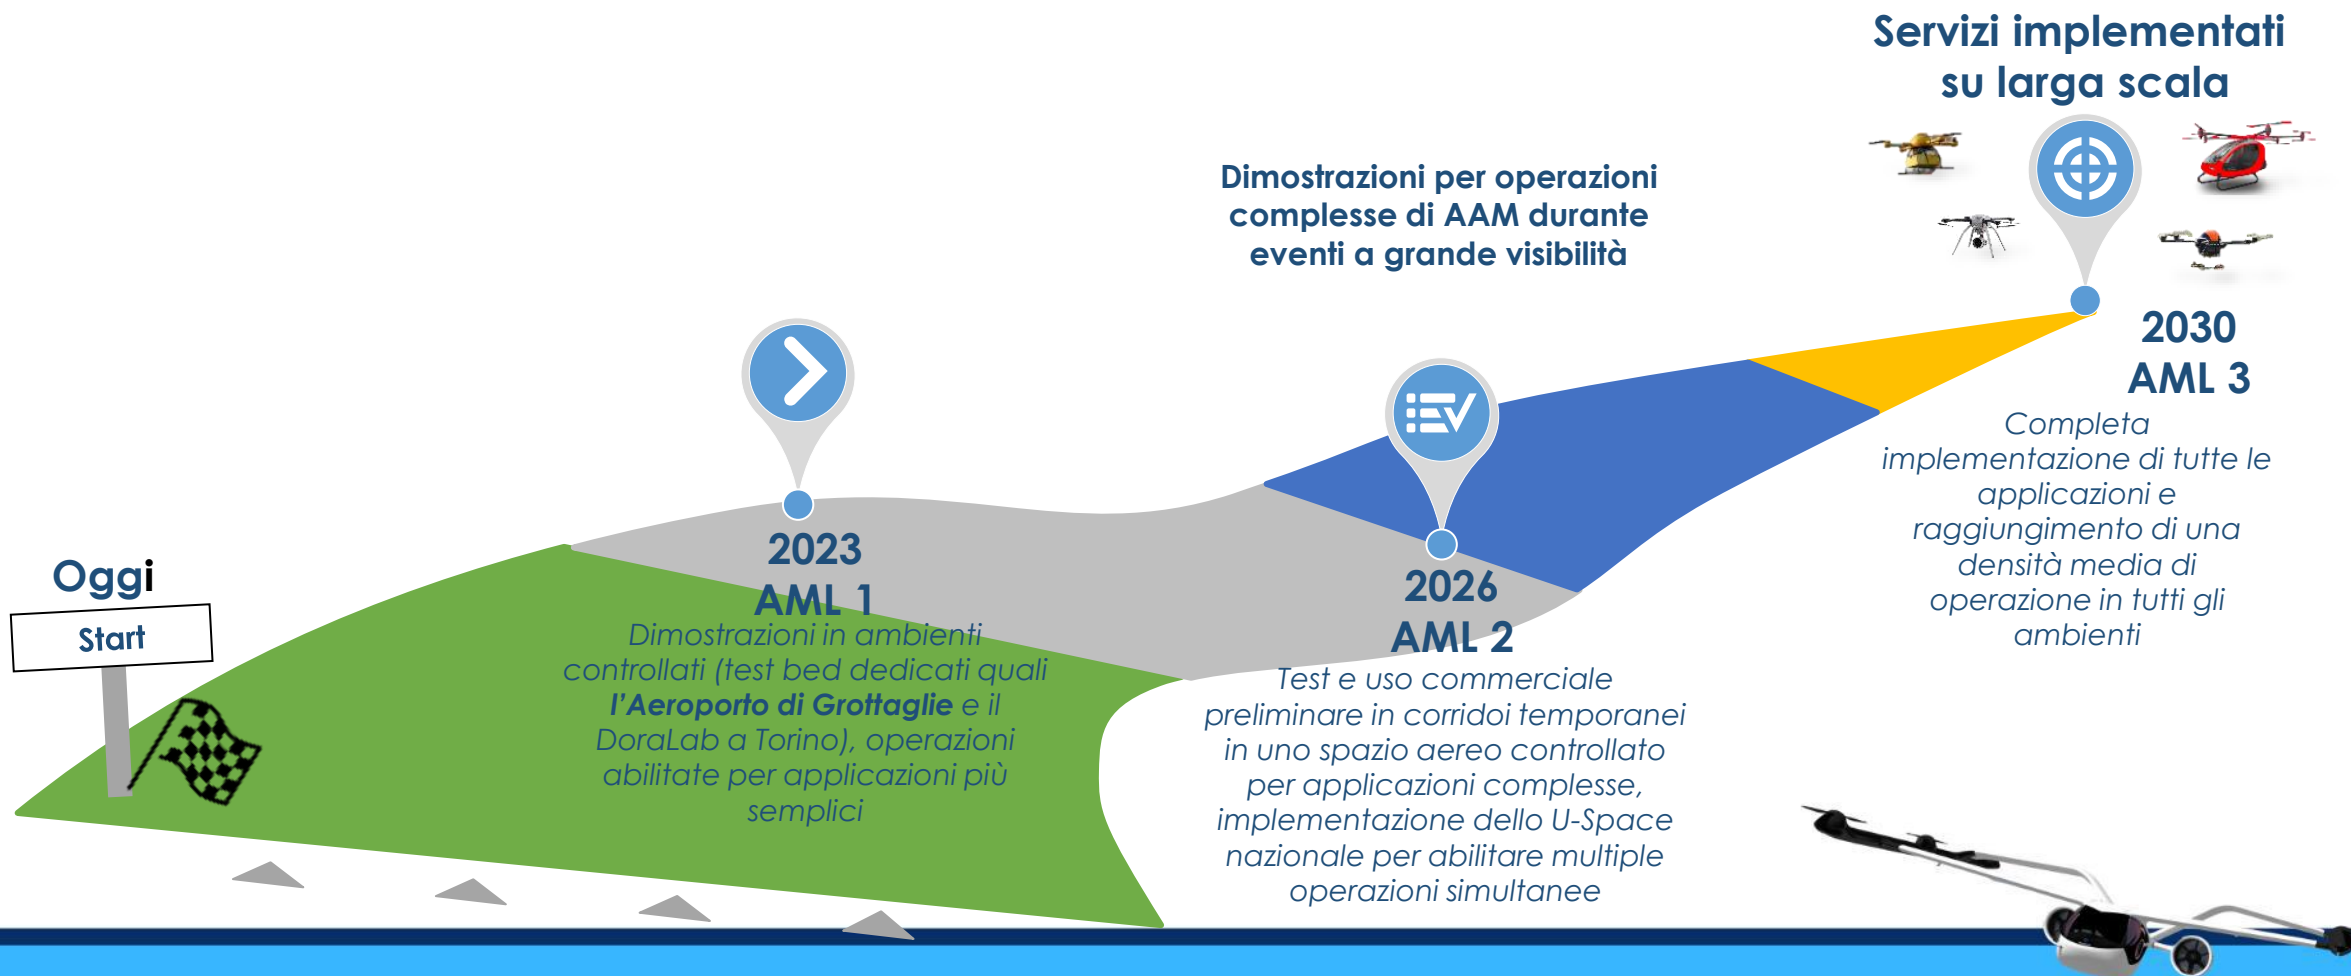 Oggi
Start
2023
AML 1
Dimostrazioni in ambienti
controllati (test bed dedicati quali
l'Aeroporto di Grottaglie e il
DoraLab a Torino), operazioni
abilitate per applicazioni più
semplici
Dimostrazioni per operazioni
complesse di AAM durante
eventi a grande visibilità
2026
AML 2
Test e uso commerciale
preliminare in corridoi temporanei
in uno spazio aereo controllato
per applicazioni complesse,
implementazione dello U-Space
nazionale per abilitare multiple
operazioni simultanee
Servizi implementati
su larga scala
2030
AML 3
Completa
implementazione di tutte le
applicazioni e
raggiungimento di una
densità media di
operazione in tutti gli
ambienti